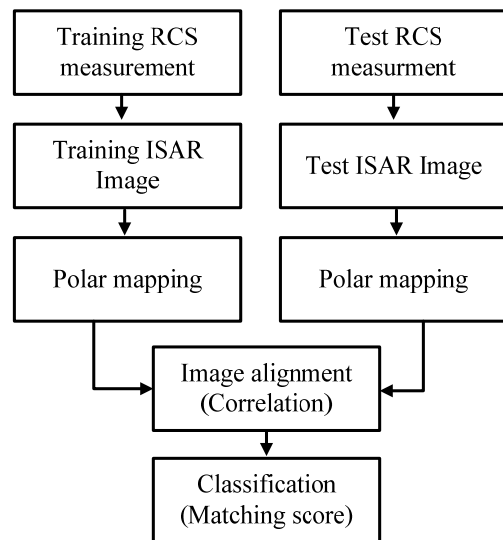 Training RCS
measurement
Test RCS
measurment
Training ISAR
Image
Test ISAR Image
Polar mapping
Polar mapping
Image alignment
(Correlation)
Classification
(Matching score)